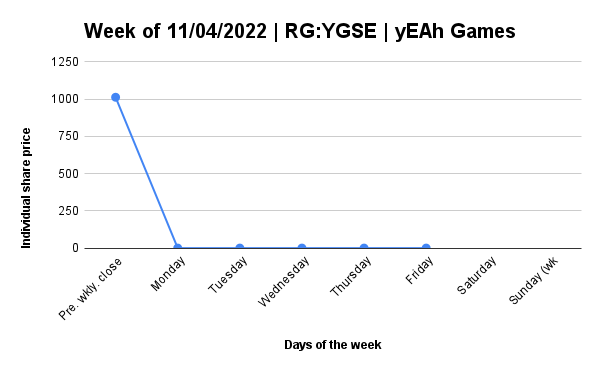 Week of 11/04/2022 | RG:YGSE | yEAh Games
1250
1000
750
500
250
0
Individual share price
Pre. wkly. close
Monday
Tuesday
Wednesday
Thursday
Friday
Saturday
Sunday (wk
Days of the week